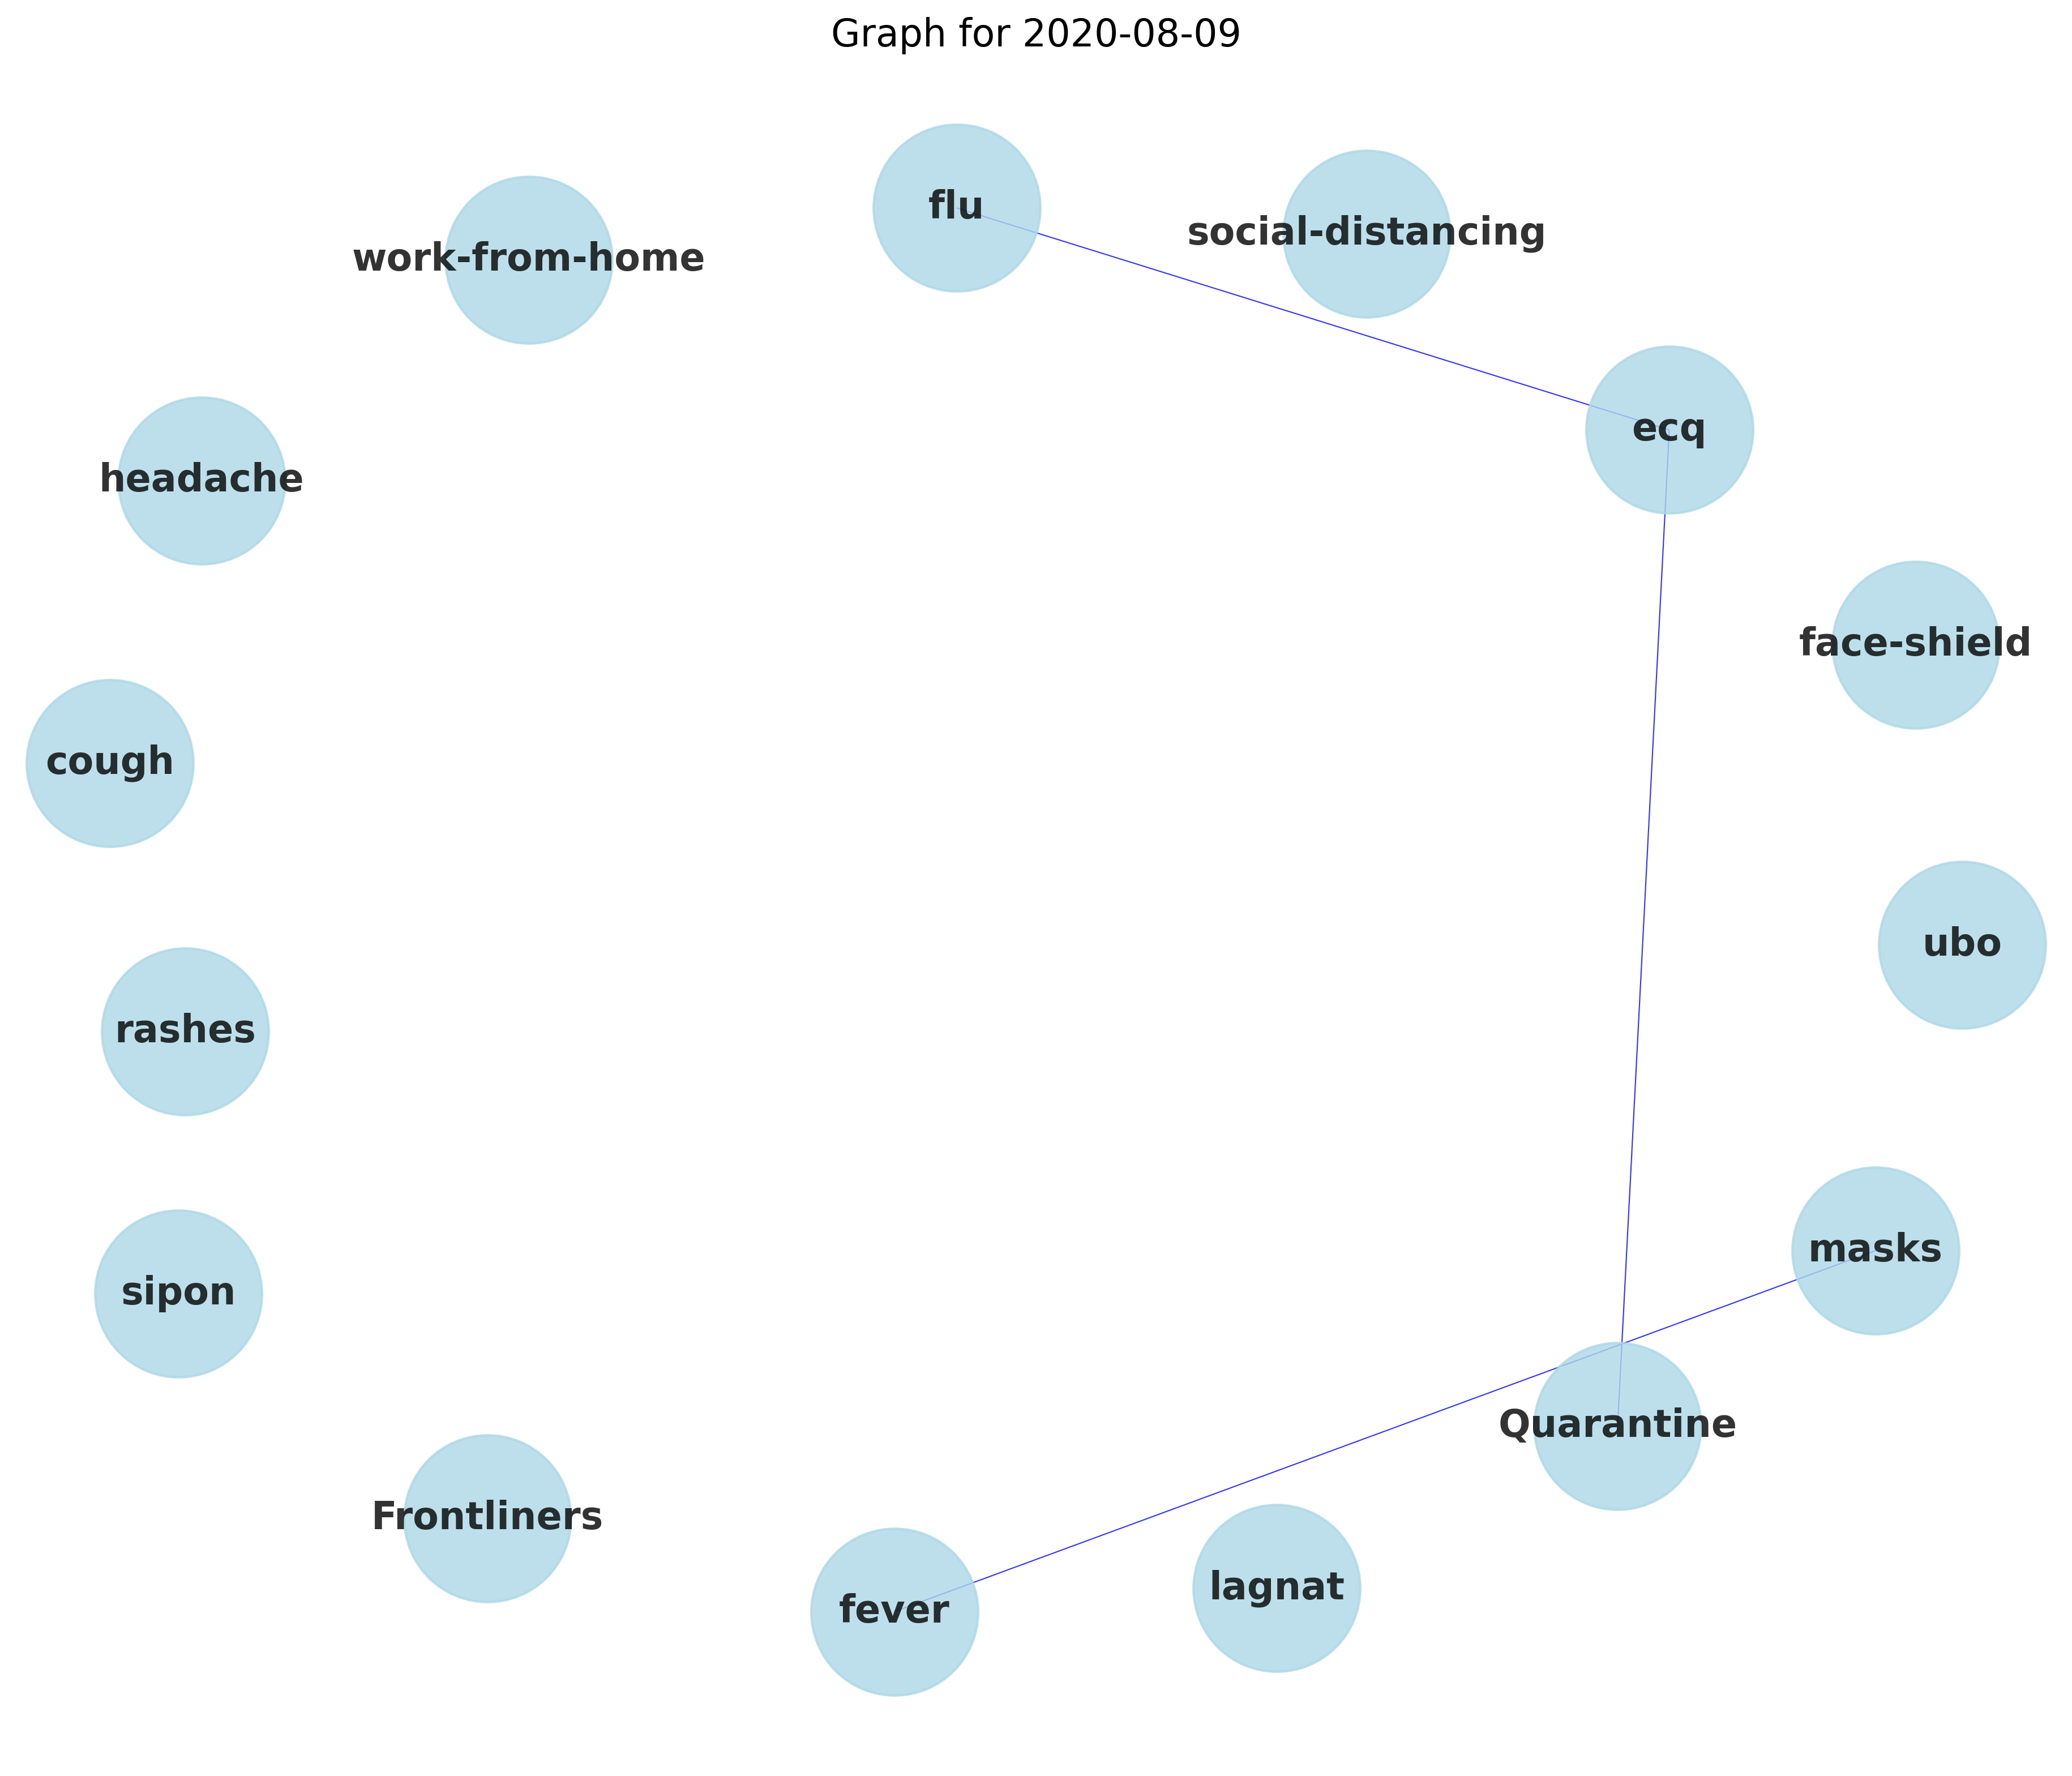 Graph for 2020-08-09
flu
social-distancing
work-from-home
ecq
headache
face-shield
cough
ubo
rashes
masks
sipon
Quarantine
Frontliners
lagnat
fever